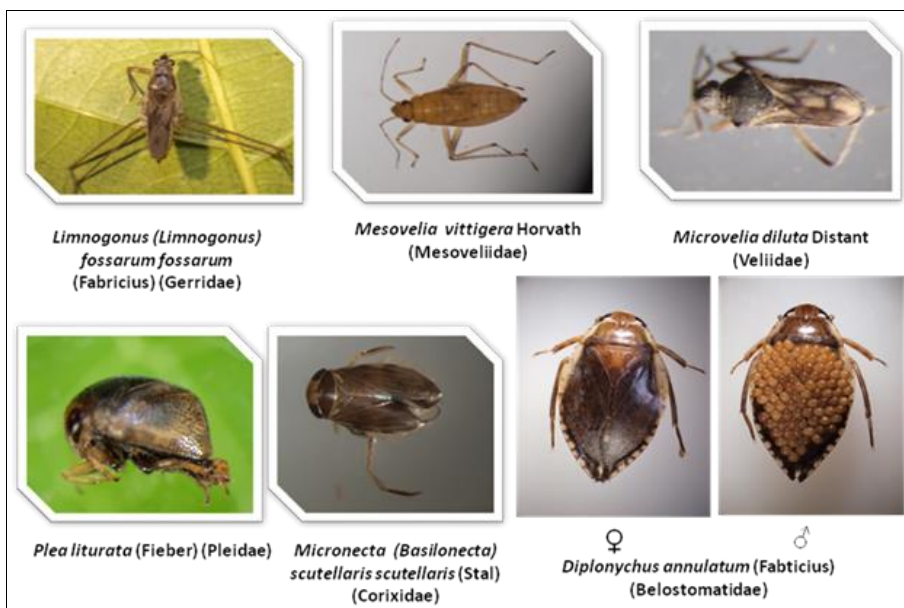 Limnogonus (Limnogonus)
fossarum fossarum
(Fabricius) (Gerridae)
Mesovelia vittigera Horvath
(Mesoveliidae)
Microvelia diluta Distant
(Veliidae)
Plea liturata (Fieber) (Pleidae)
Micronecta (Basilonecta)
scutellaris scutellaris (Stal)
(Corixidae)
♀ ♂
Diplonychus annulatum (Fabticius)
(Belostomatidae)